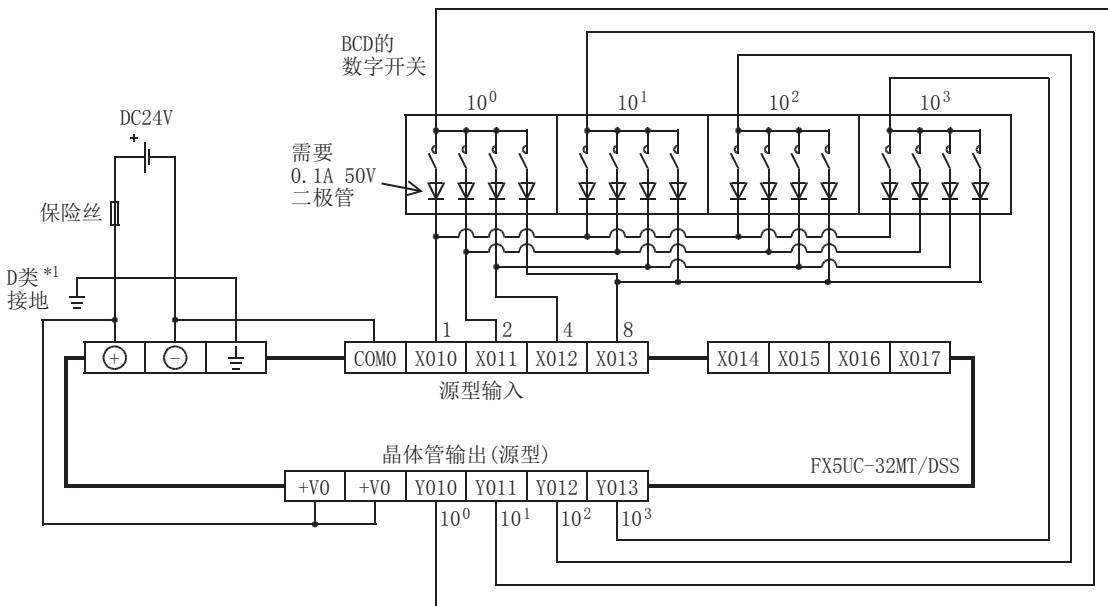 BCD的
数字开关
10⁰ 10¹ 10² 10³
DC24V
+
需要
0.1A 50V
二极管
保险丝
D类 *1
接地
1 2 4 8
+ − COM0 X010 X011 X012 X013 X014 X015 X016 X017
源型输入
晶体管输出(源型)
FX5UC-32MT/DSS
+V0 +V0 Y010 Y011 Y012 Y013
10⁰ 10¹ 10² 10³